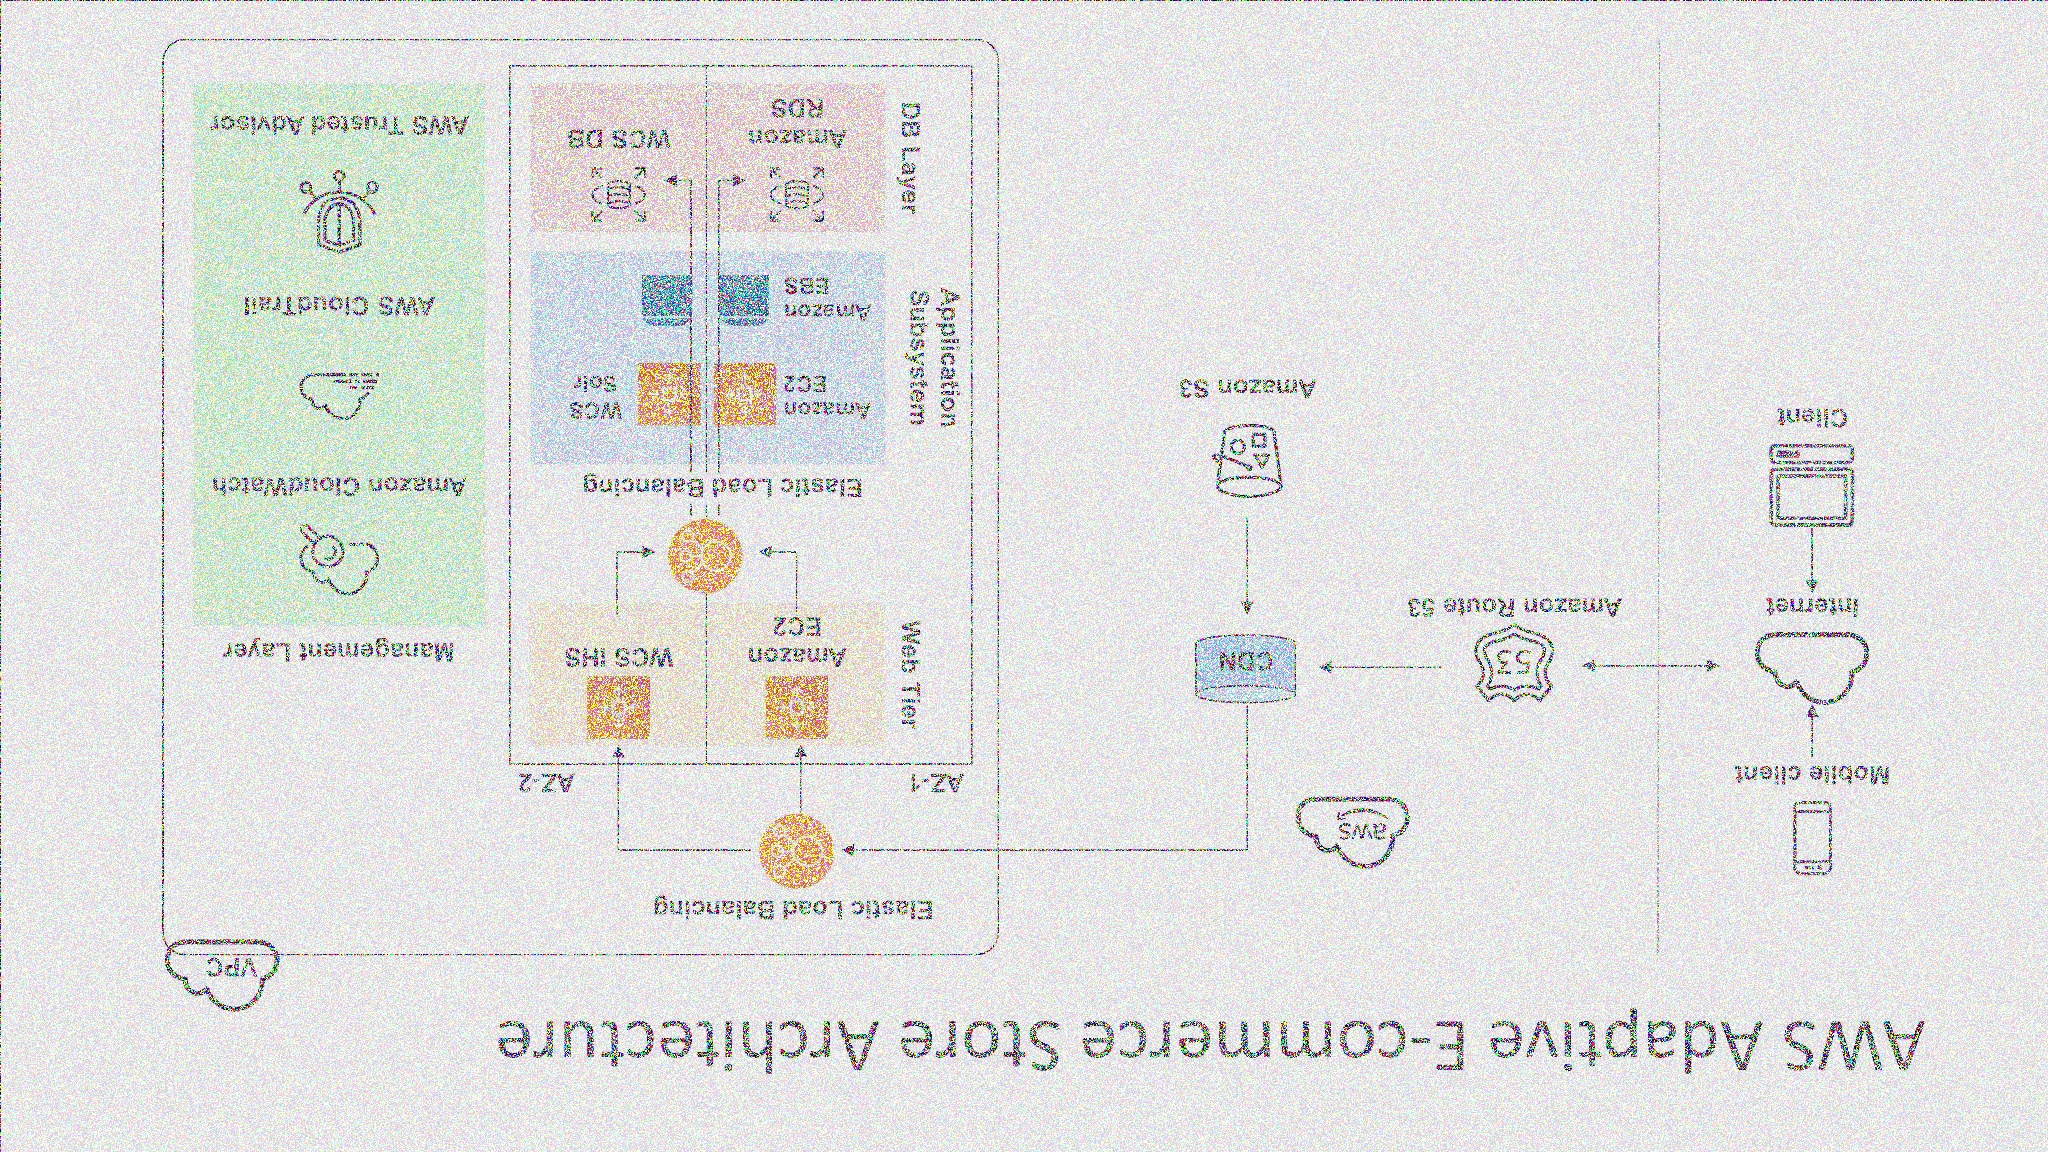 AWS Adaptive E-commerce Store Architecture
VPC
Mobile client
Internet
Client
aws
53
Amazon Route 53
CDN
Amazon S3
Elastic Load Balancing
AZ-1
AZ-2
Web Tier
Amazon
EC2
WCS IHS
Elastic Load Balancing
Application
Subsystem
Amazon
EC2
WCS
Solr
Amazon
EBS
DB Layer
Amazon
RDS
WCS DB
Management Layer
Amazon CloudWatch
AWS CloudTrail
AWS Trusted Advisor